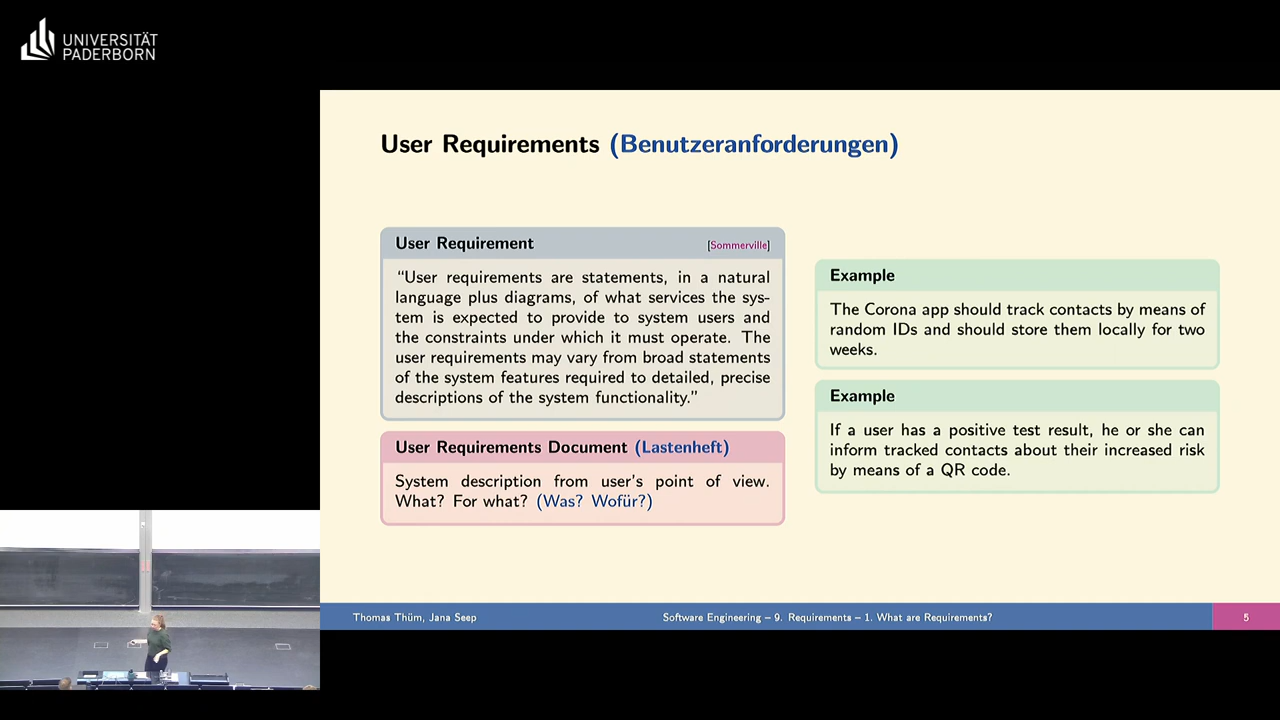 UNIVERSITÄT
PADERBORN
User Requirements (Benutzeranforderungen)
User Requirement [Sommerville]
“User requirements are statements, in a natural
language plus diagrams, of what services the sys-
tem is expected to provide to system users and
the constraints under which it must operate. The
user requirements may vary from broad statements
of the system features required to detailed, precise
descriptions of the system functionality.”
User Requirements Document (Lastenheft)
System description from user's point of view.
What? For what? (Was? Wofür?)
Example
The Corona app should track contacts by means of
random IDs and should store them locally for two
weeks.
Example
If a user has a positive test result, he or she can
inform tracked contacts about their increased risk
by means of a QR code.
Thomas Thüm, Jana Seep Software Engineering – 9. Requirements – 1. What are Requirements? 5